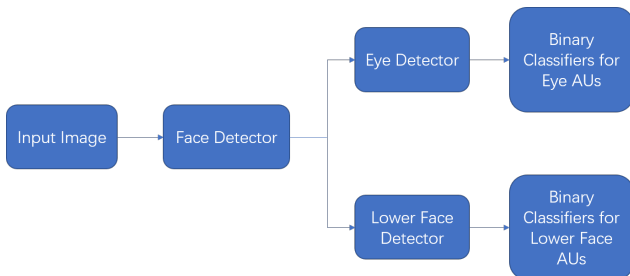 Input Image
Face Detector
Eye Detector
Binary
Classifiers for
Eye AUs
Lower Face
Detector
Binary
Classifiers for
Lower Face
AUs